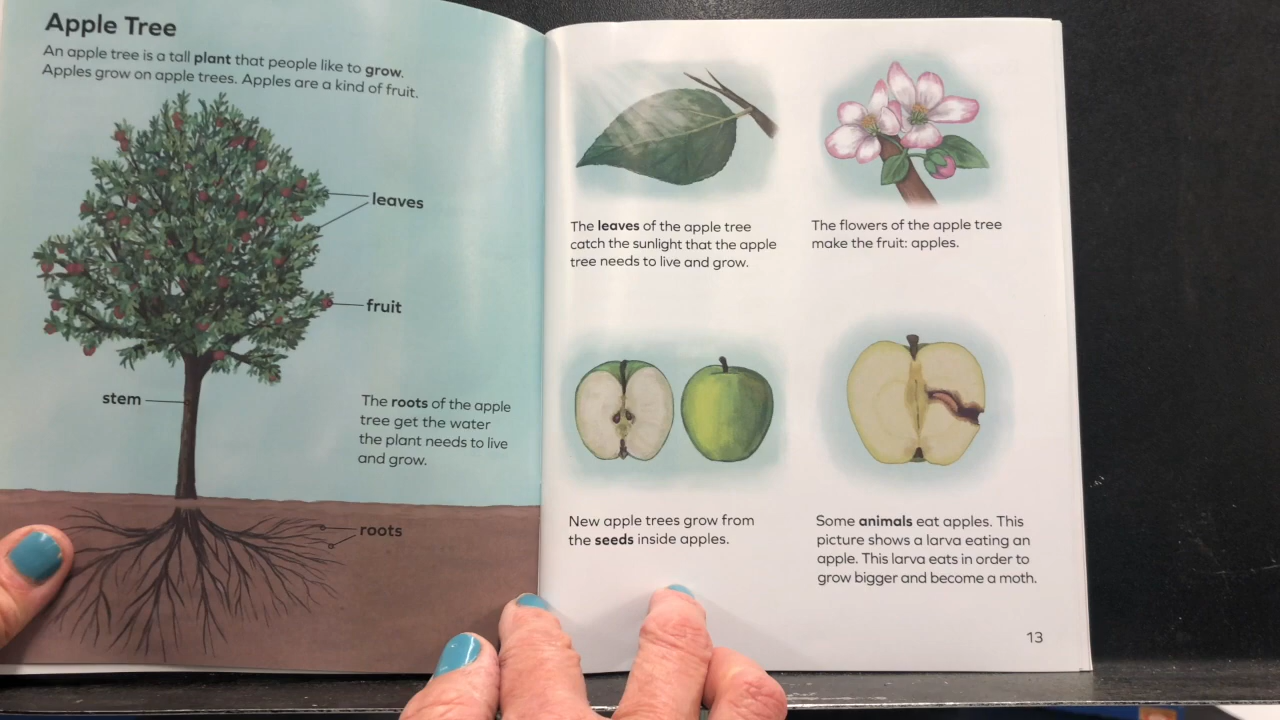 Apple Tree
An apple tree is a tall plant that people like to grow.
Apples grow on apple trees. Apples are a kind of fruit.
leaves
fruit
stem
The roots of the apple
tree get the water
the plant needs to live
and grow.
roots
The leaves of the apple tree
catch the sunlight that the apple
tree needs to live and grow.
The flowers of the apple tree
make the fruit: apples.
New apple trees grow from
the seeds inside apples.
Some animals eat apples. This
picture shows a larva eating an
apple. This larva eats in order to
grow bigger and become a moth.
13